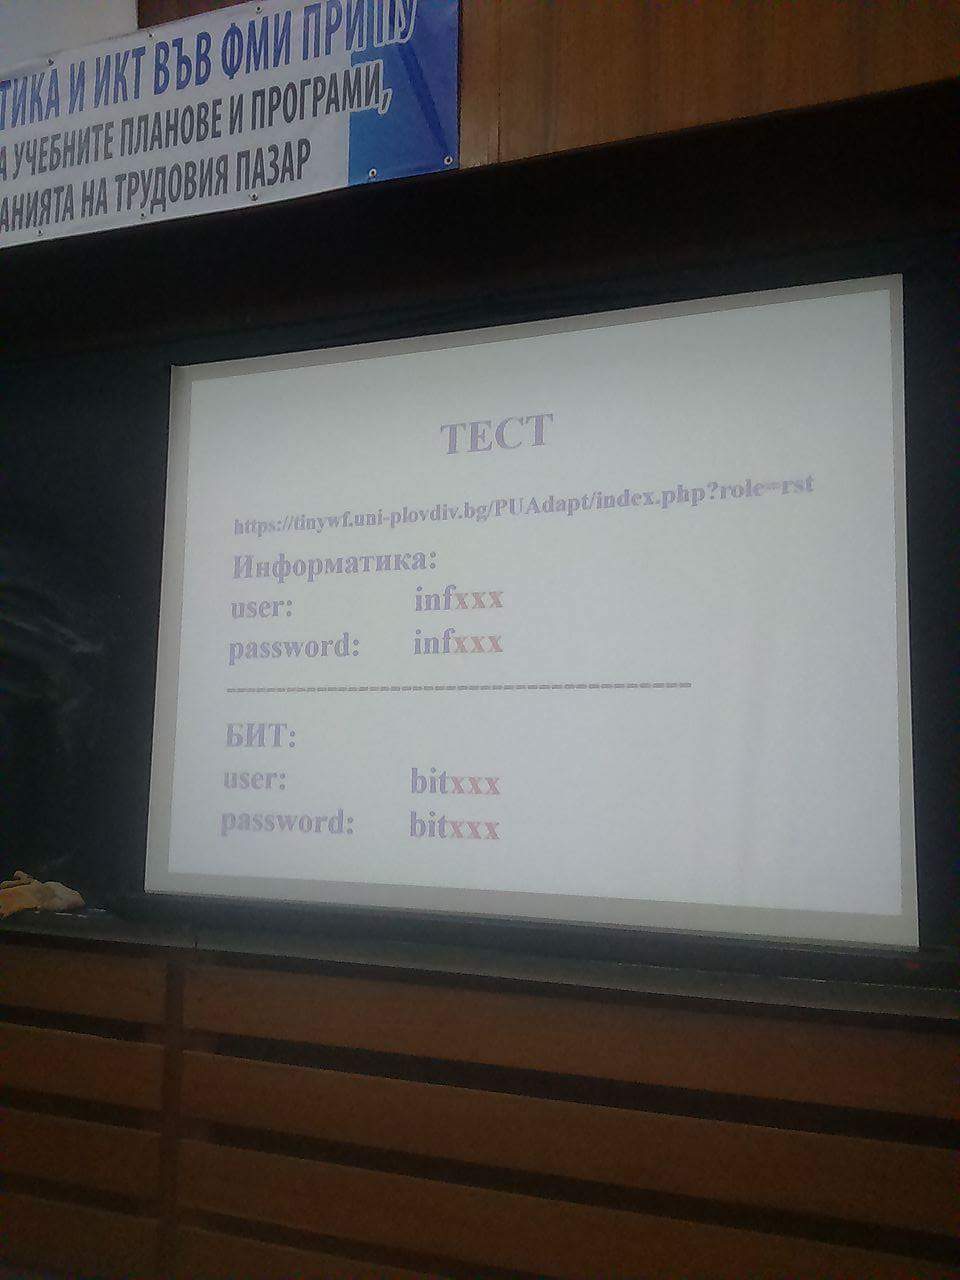 ТИКА И ИКТ ВЪВ ФМИ ПРИ ПУ
А УЧЕБНИТЕ ПЛАНОВЕ И ПРОГРАМИ,
АНИЯТА НА ТРУДОВИЯ ПАЗАР
ТЕСТ
https://tinywf.uni-plovdiv.bg/PUAdapt/index.php?role=rst
Информатика:
user: infxxx
password: infxxx
----------------------------------------
БИТ:
user: bitxxx
password: bitxxx